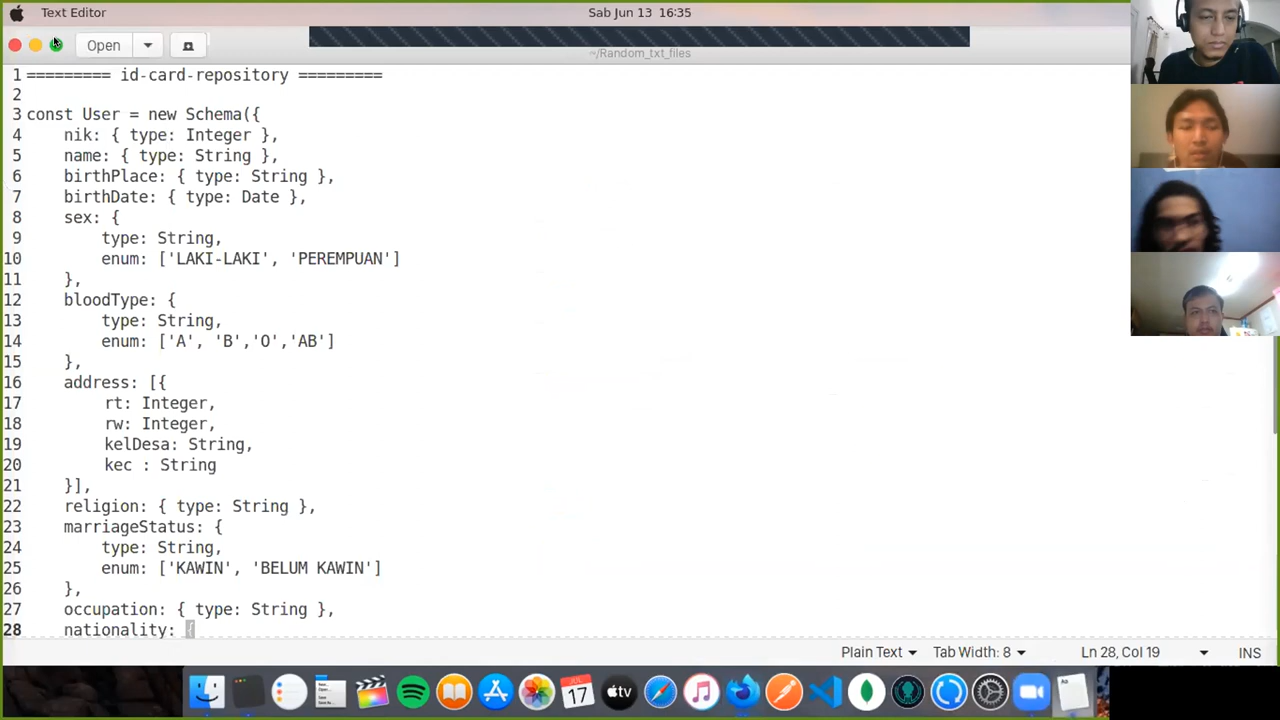 Text Editor
Sab Jun 13 16:35
Open
~/Random_txt_files
1 ========= id-card-repository =========
2
3 const User = new Schema({
4 nik: { type: Integer },
5 name: { type: String },
6 birthPlace: { type: String },
7 birthDate: { type: Date },
8 sex: {
9 type: String,
10 enum: ['LAKI-LAKI', 'PEREMPUAN']
11 },
12 bloodType: {
13 type: String,
14 enum: ['A', 'B','O','AB']
15 },
16 address: [{
17 rt: Integer,
18 rw: Integer,
19 kelDesa: String,
20 kec : String
21 }],
22 religion: { type: String },
23 marriageStatus: {
24 type: String,
25 enum: ['KAWIN', 'BELUM KAWIN']
26 },
27 occupation: { type: String },
28 nationality: {
Plain Text Tab Width: 8 Ln 28, Col 19 INS
JUL
17
tv